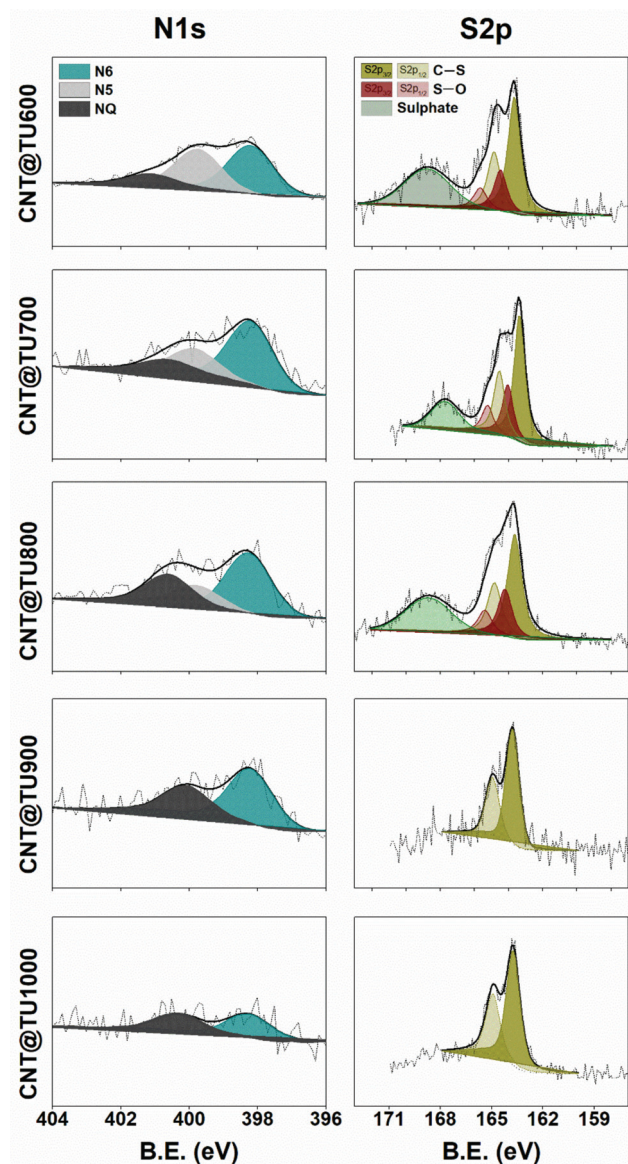 N1s
S2p
CNT@TU600
N6
N5
NQ
S2p3/2 S2p1/2 C—S
S2p3/2 S2p1/2 S—O
Sulphate
CNT@TU700
CNT@TU800
CNT@TU900
CNT@TU1000
404 402 400 398 396
171 168 165 162 159
B.E. (eV)
B.E. (eV)